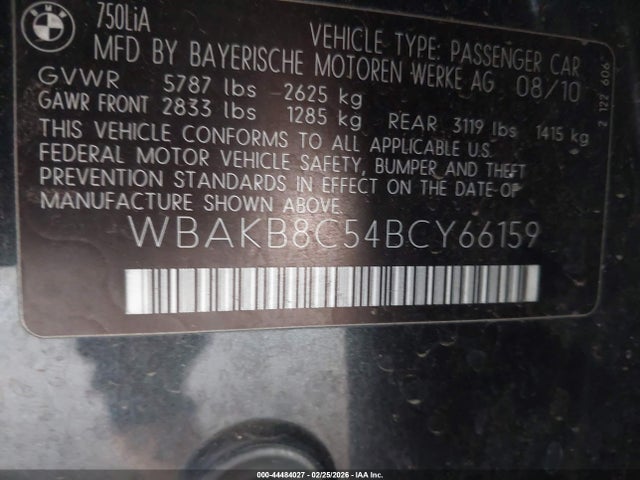 BMW
750LiA
VEHICLE TYPE: PASSENGER CAR
MFD BY BAYERISCHE MOTOREN WERKE AG 08/10
GVWR 5787 lbs 2625 kg
GAWR FRONT 2833 lbs 1285 kg REAR 3119 lbs 1415 kg
THIS VEHICLE CONFORMS TO ALL APPLICABLE U.S.
FEDERAL MOTOR VEHICLE SAFETY, BUMPER AND THEFT
PREVENTION STANDARDS IN EFFECT ON THE DATE OF
MANUFACTURE SHOWN ABOVE.
WBAKB8C54BCY66159
2 122 606
000-44484027 - 02/25/2026 - IAA Inc.